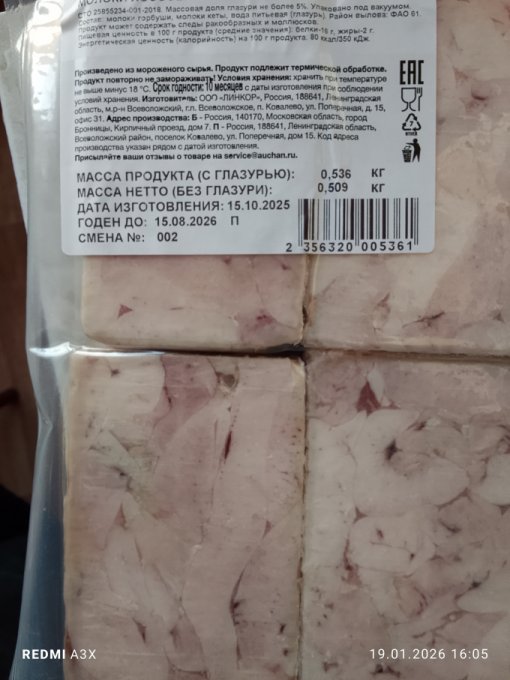 СТО 25855234-001-2018. Массовая доля глазури не более 5%. Упаковано под вакуумом.
Состав: молоки горбуши, молоки кеты, вода питьевая (глазурь). Район вылова: ФАО 61.
Продукт может содержать следы ракообразных и моллюсков.
Пищевая ценность в 100 г продукта (средние значения): белки-16 г, жиры-2 г.
Энергетическая ценность (калорийность) на 100 г продукта: 80 ккал/350 кДж.
Произведено из мороженого сырья. Продукт подлежит термической обработке.
Повторно не замораживать! Условия хранения: хранить при температуре
не выше минус 18 °С. Срок годности: 10 месяцев с даты изготовления при соблюдении
условий хранения. Изготовитель: ООО «ЛИНКОР», Россия, 188641, Ленинградская
область, м.р-н Всеволожский, г.п. Всеволожское, п. Ковалево, ул. Поперечная, д. 15,
офис 31. Адрес производства: Б - Россия, 140170, Московская область, город
Бронницы, Кирпичный проезд, дом 7. П - Россия, 188641, Ленинградская область,
Всеволожский район, поселок Ковалево, ул. Поперечная, дом 15. Код адреса
производства указан рядом с датой изготовления.
Присылайте ваши отзывы о товаре на service@auchan.ru.
EAC
7
МАССА ПРОДУКТА (С ГЛАЗУРЬЮ): 0,536 КГ
МАССА НЕТТО (БЕЗ ГЛАЗУРИ): 0,509 КГ
ДАТА ИЗГОТОВЛЕНИЯ: 15.10.2025
ГОДЕН ДО: 15.08.2026 П
СМЕНА №: 002
2 356320 005361
REDMI A3X
19.01.2026 16:05